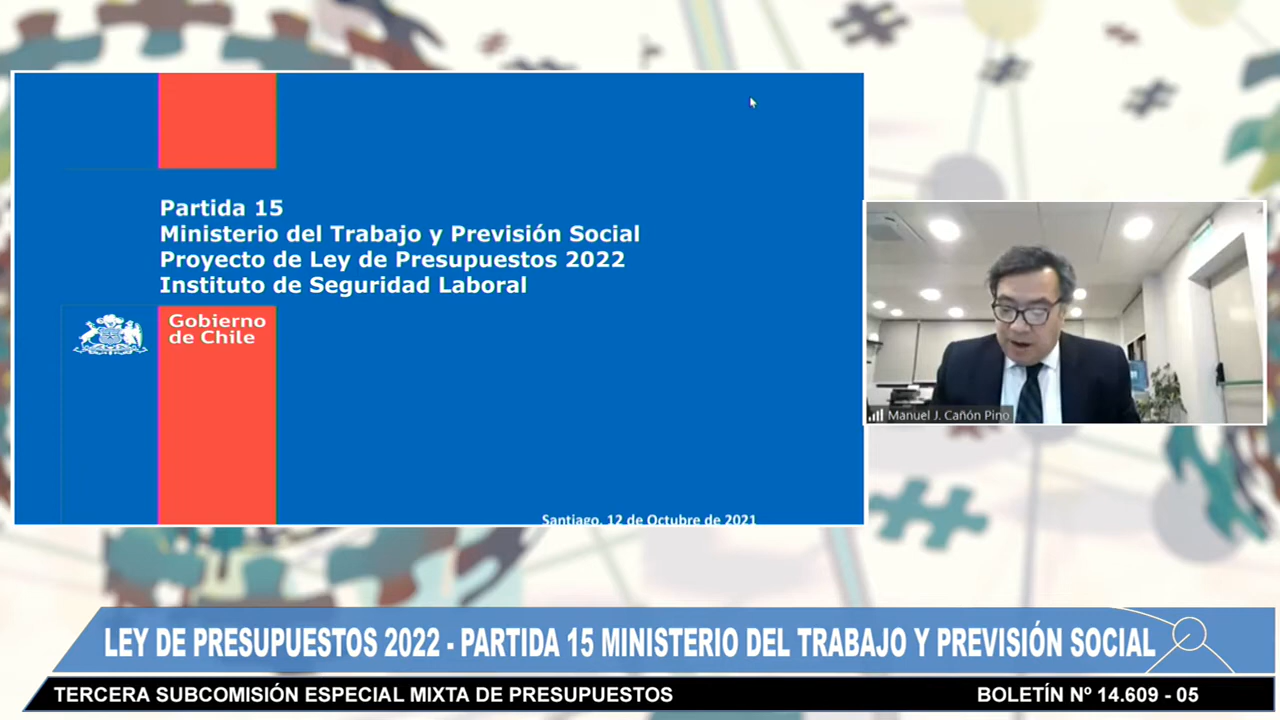 Partida 15
Ministerio del Trabajo y Previsión Social
Proyecto de Ley de Presupuestos 2022
Instituto de Seguridad Laboral
Gobierno
de Chile
Santiago, 12 de Octubre de 2021
Manuel J. Cañón Pino
LEY DE PRESUPUESTOS 2022 - PARTIDA 15 MINISTERIO DEL TRABAJO Y PREVISIÓN SOCIAL
TERCERA SUBCOMISIÓN ESPECIAL MIXTA DE PRESUPUESTOS
BOLETÍN Nº 14.609 - 05